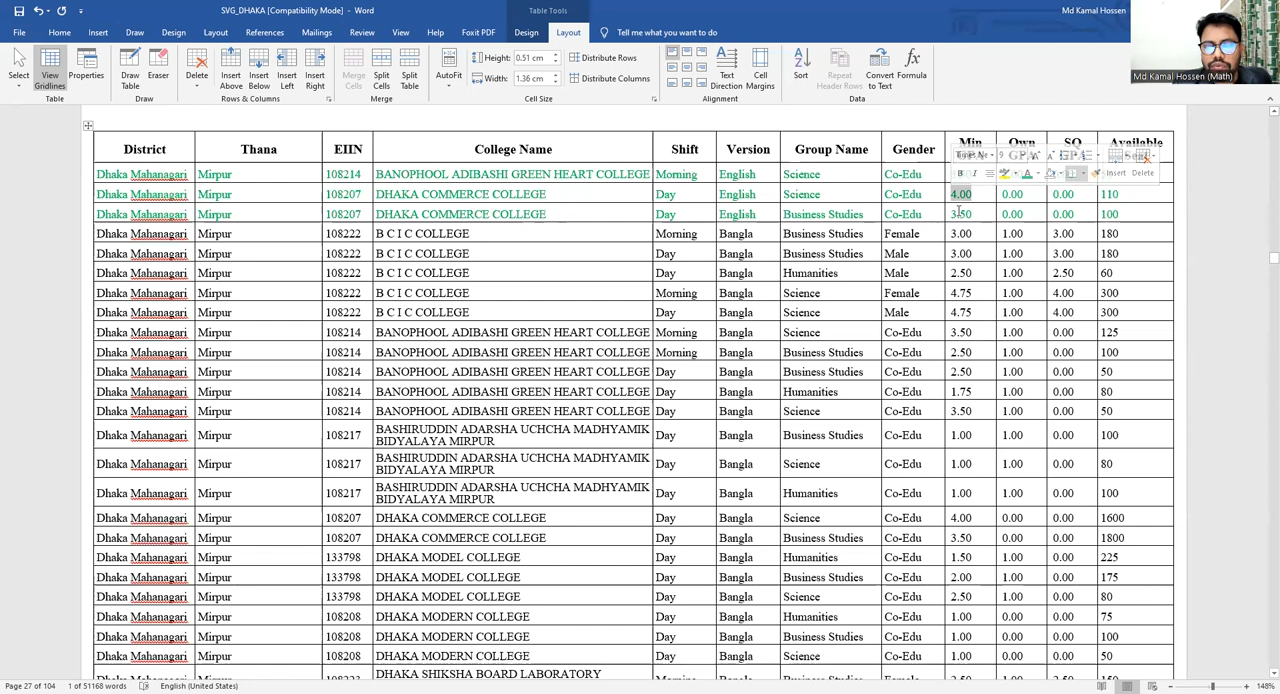 SVG_DHAKA [Compatibility Mode] - Word
Table Tools
Md Kamal Hossen
File Home Insert Draw Design Layout References Mailings Review View Help Foxit PDF Design Layout Tell me what you want to do
Md Kamal Hossen (Math)
Select View Gridlines Properties
Draw Table Eraser
Delete Insert Above Insert Below Insert Left Insert Right
Merge Cells Split Cells Split Table
AutoFit Height: 0.51 cm Width: 1.36 cm
Distribute Rows
Distribute Columns
Text Direction Cell Margins
Sort Repeat Header Rows Convert to Text Formula
Table Draw Rows & Columns Merge Cell Size Alignment Data
District Thana EIIN College Name Shift Version Group Name Gender Min Own SQ Available
Insert Delete
Dhaka Mahanagari Mirpur 108214 BANOPHOOL ADIBASHI GREEN HEART COLLEGE Morning English Science Co-Edu
Dhaka Mahanagari Mirpur 108207 DHAKA COMMERCE COLLEGE Day English Science Co-Edu 4.00 0.00 0.00 110
Dhaka Mahanagari Mirpur 108207 DHAKA COMMERCE COLLEGE Day English Business Studies Co-Edu 3.50 0.00 0.00 100
Dhaka Mahanagari Mirpur 108222 B C I C COLLEGE Morning Bangla Business Studies Female 3.00 1.00 3.00 180
Dhaka Mahanagari Mirpur 108222 B C I C COLLEGE Day Bangla Business Studies Male 3.00 1.00 3.00 180
Dhaka Mahanagari Mirpur 108222 B C I C COLLEGE Day Bangla Humanities Male 2.50 1.00 2.50 60
Dhaka Mahanagari Mirpur 108222 B C I C COLLEGE Morning Bangla Science Female 4.75 1.00 4.00 300
Dhaka Mahanagari Mirpur 108222 B C I C COLLEGE Day Bangla Science Male 4.75 1.00 4.00 300
Dhaka Mahanagari Mirpur 108214 BANOPHOOL ADIBASHI GREEN HEART COLLEGE Morning Bangla Science Co-Edu 3.50 1.00 0.00 125
Dhaka Mahanagari Mirpur 108214 BANOPHOOL ADIBASHI GREEN HEART COLLEGE Morning Bangla Business Studies Co-Edu 2.50 1.00 0.00 100
Dhaka Mahanagari Mirpur 108214 BANOPHOOL ADIBASHI GREEN HEART COLLEGE Day Bangla Business Studies Co-Edu 2.50 1.00 0.00 50
Dhaka Mahanagari Mirpur 108214 BANOPHOOL ADIBASHI GREEN HEART COLLEGE Day Bangla Humanities Co-Edu 1.75 1.00 0.00 80
Dhaka Mahanagari Mirpur 108214 BANOPHOOL ADIBASHI GREEN HEART COLLEGE Day Bangla Science Co-Edu 3.50 1.00 0.00 50
Dhaka Mahanagari Mirpur 108217 BASHIRUDDIN ADARSHA UCHCHA MADHYAMIK BIDYALAYA MIRPUR Day Bangla Business Studies Co-Edu 1.00 1.00 0.00 100
Dhaka Mahanagari Mirpur 108217 BASHIRUDDIN ADARSHA UCHCHA MADHYAMIK BIDYALAYA MIRPUR Day Bangla Science Co-Edu 1.00 1.00 0.00 80
Dhaka Mahanagari Mirpur 108217 BASHIRUDDIN ADARSHA UCHCHA MADHYAMIK BIDYALAYA MIRPUR Day Bangla Humanities Co-Edu 1.00 1.00 0.00 100
Dhaka Mahanagari Mirpur 108207 DHAKA COMMERCE COLLEGE Day Bangla Science Co-Edu 4.00 0.00 0.00 1600
Dhaka Mahanagari Mirpur 108207 DHAKA COMMERCE COLLEGE Day Bangla Business Studies Co-Edu 3.50 0.00 0.00 1800
Dhaka Mahanagari Mirpur 133798 DHAKA MODEL COLLEGE Day Bangla Humanities Co-Edu 1.50 1.00 0.00 225
Dhaka Mahanagari Mirpur 133798 DHAKA MODEL COLLEGE Day Bangla Business Studies Co-Edu 2.00 1.00 0.00 175
Dhaka Mahanagari Mirpur 133798 DHAKA MODEL COLLEGE Day Bangla Science Co-Edu 2.50 1.00 0.00 80
Dhaka Mahanagari Mirpur 108208 DHAKA MODERN COLLEGE Day Bangla Humanities Co-Edu 1.00 1.00 0.00 75
Dhaka Mahanagari Mirpur 108208 DHAKA MODERN COLLEGE Day Bangla Business Studies Co-Edu 1.00 1.00 0.00 100
Dhaka Mahanagari Mirpur 108208 DHAKA MODERN COLLEGE Day Bangla Science Co-Edu 1.00 1.00 0.00 50
DHAKA SHIKSHA BOARD LABORATORY
Page 27 of 104 1 of 51168 words English (United States) 148%